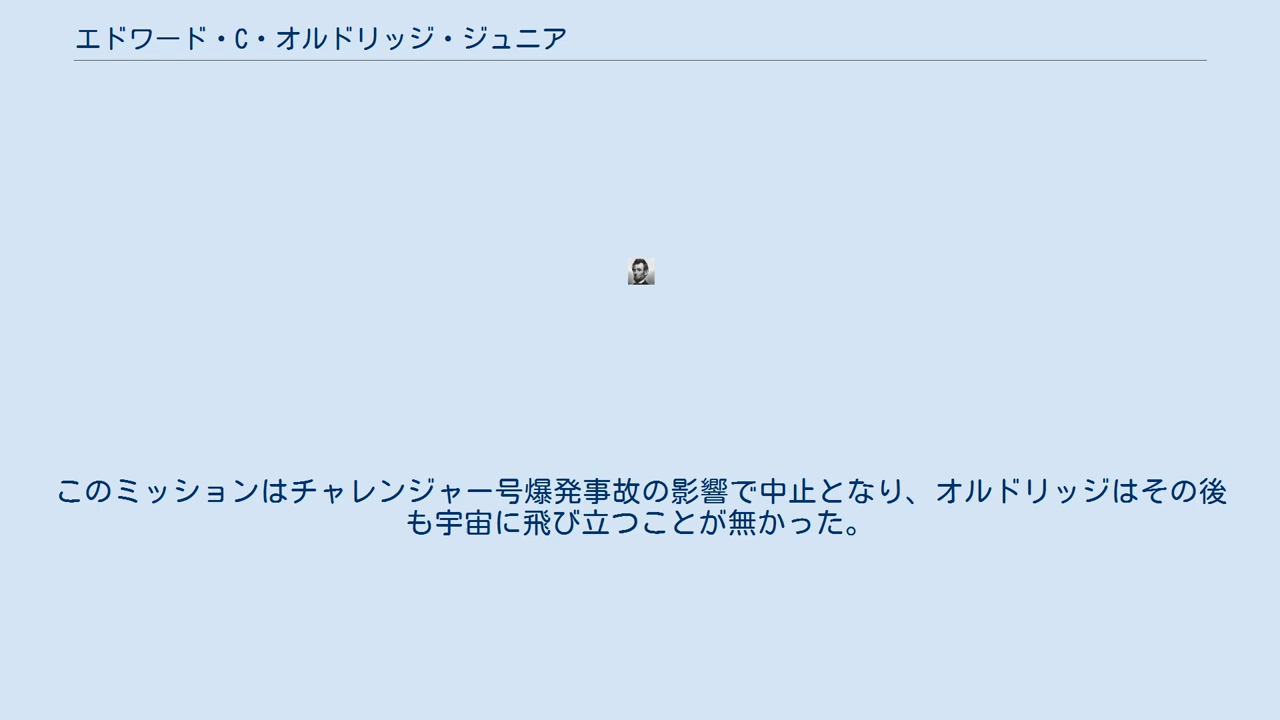 エドワード・C・オルドリッジ・ジュニア
このミッションはチャレンジャー号爆発事故の影響で中止となり、オルドリッジはその後
も宇宙に飛び立つことが無かった。